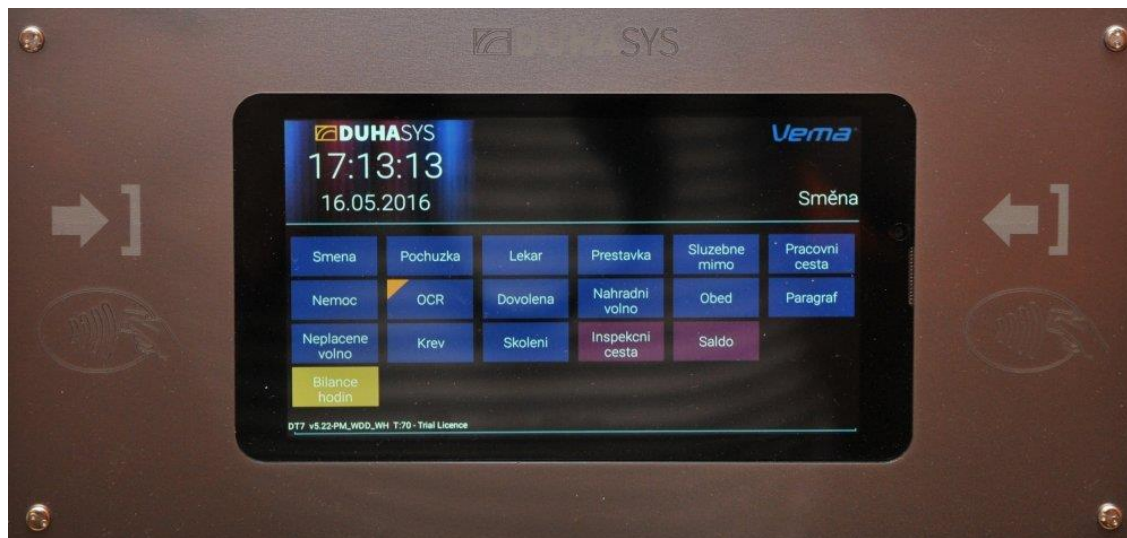 DUHASYS
DUHASYS
Vema
17:13:13
16.05.2016
Směna
Smena
Pochuzka
Lekar
Prestavka
Sluzebne
mimo
Pracovni
cesta
Nemoc
OCR
Dovolena
Nahradni
volno
Obed
Paragraf
Neplacene
volno
Krev
Skoleni
Inspekcni
cesta
Saldo
Bilance
hodin
DT7 v5.22-PM_WDD_WH T:70 - Trial Licence